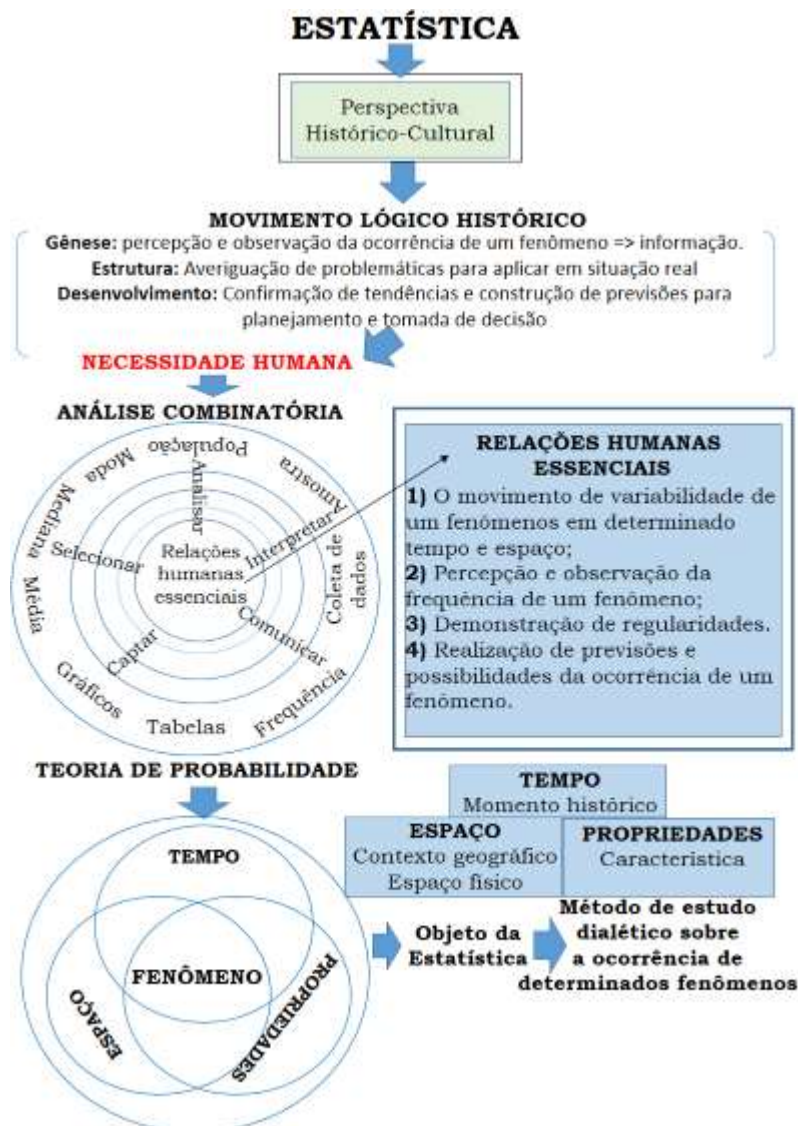 ESTATÍSTICA
Perspectiva
Histórico-Cultural
MOVIMENTO LÓGICO HISTÓRICO
Gênese: percepção e observação da ocorrência de um fenômeno => informação.
Estrutura: Averiguação de problemáticas para aplicar em situação real
Desenvolvimento: Confirmação de tendências e construção de previsões para
planejamento e tomada de decisão
NECESSIDADE HUMANA
ANÁLISE COMBINATÓRIA
População
Amostra
Coleta de
dados
Frequência
Tabelas
Gráficos
Média
Mediana
Moda
Analisar
Interpretar
Comunicar
Captar
Selecionar
Relações
humanas
essenciais
RELAÇÕES HUMANAS
ESSENCIAIS
1) O movimento de variabilidade de
um fenômenos em determinado
tempo e espaço;
2) Percepção e observação da
frequência de um fenômeno;
3) Demonstração de regularidades.
4) Realização de previsões e
possibilidades da ocorrência de um
fenômeno.
TEORIA DE PROBABILIDADE
TEMPO
FENÔMENO
ESPAÇO
PROPRIEDADES
TEMPO
Momento histórico
ESPAÇO
Contexto geográfico
Espaço físico
PROPRIEDADES
Caracteristica
Objeto da
Estatística
Método de estudo
dialético sobre
a ocorrência de
determinados fenômenos